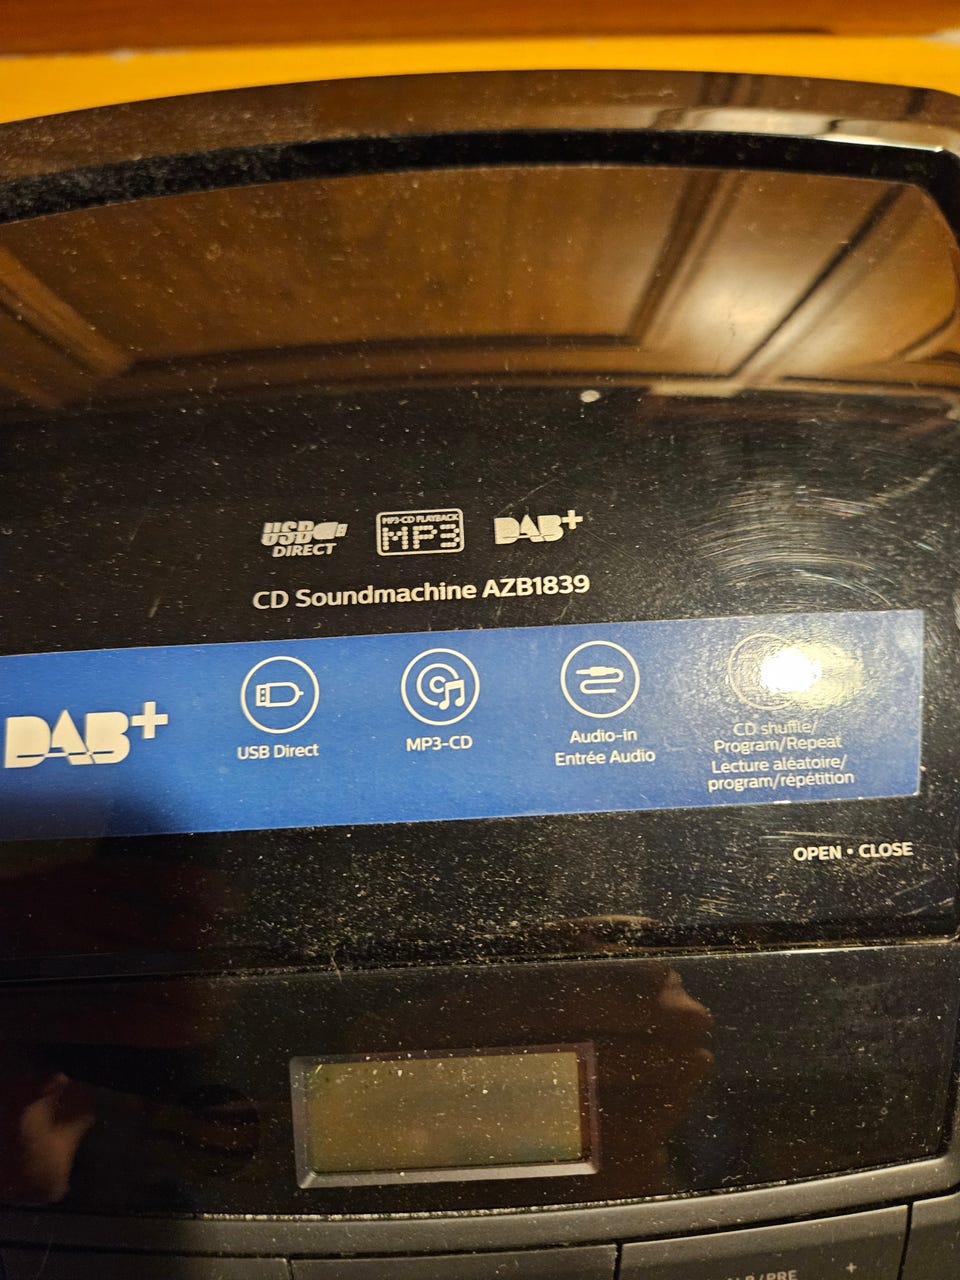 USB DIRECT
MP3-CD PLAYBACK
MP3
DAB+
CD Soundmachine AZB1839
DAB+
USB Direct
MP3-CD
Audio-in
Entrée Audio
CD shuffle/
Program/Repeat
Lecture aléatoire/
program/répétition
OPEN • CLOSE
+